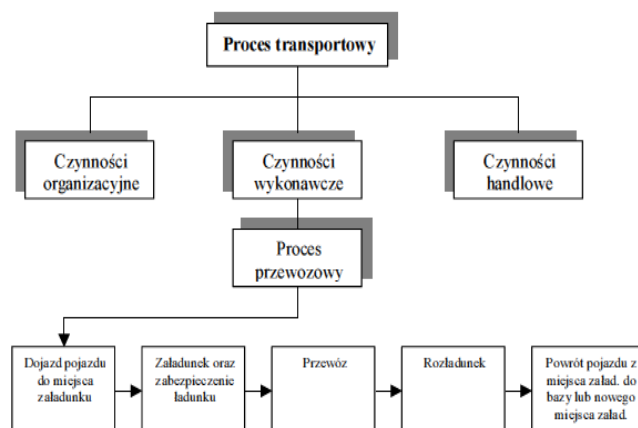 Proces transportowy
Czynności
organizacyjne
Czynności
wykonawcze
Czynności
handlowe
Proces
przewozowy
Dojazd pojazdu
do miejsca
załadunku
Załadunek oraz
zabezpieczenie
ładunku
Przewóz
Rozładunek
Powrót pojazdu z
miejsca załad. do
bazy lub nowego
miejsca załad.